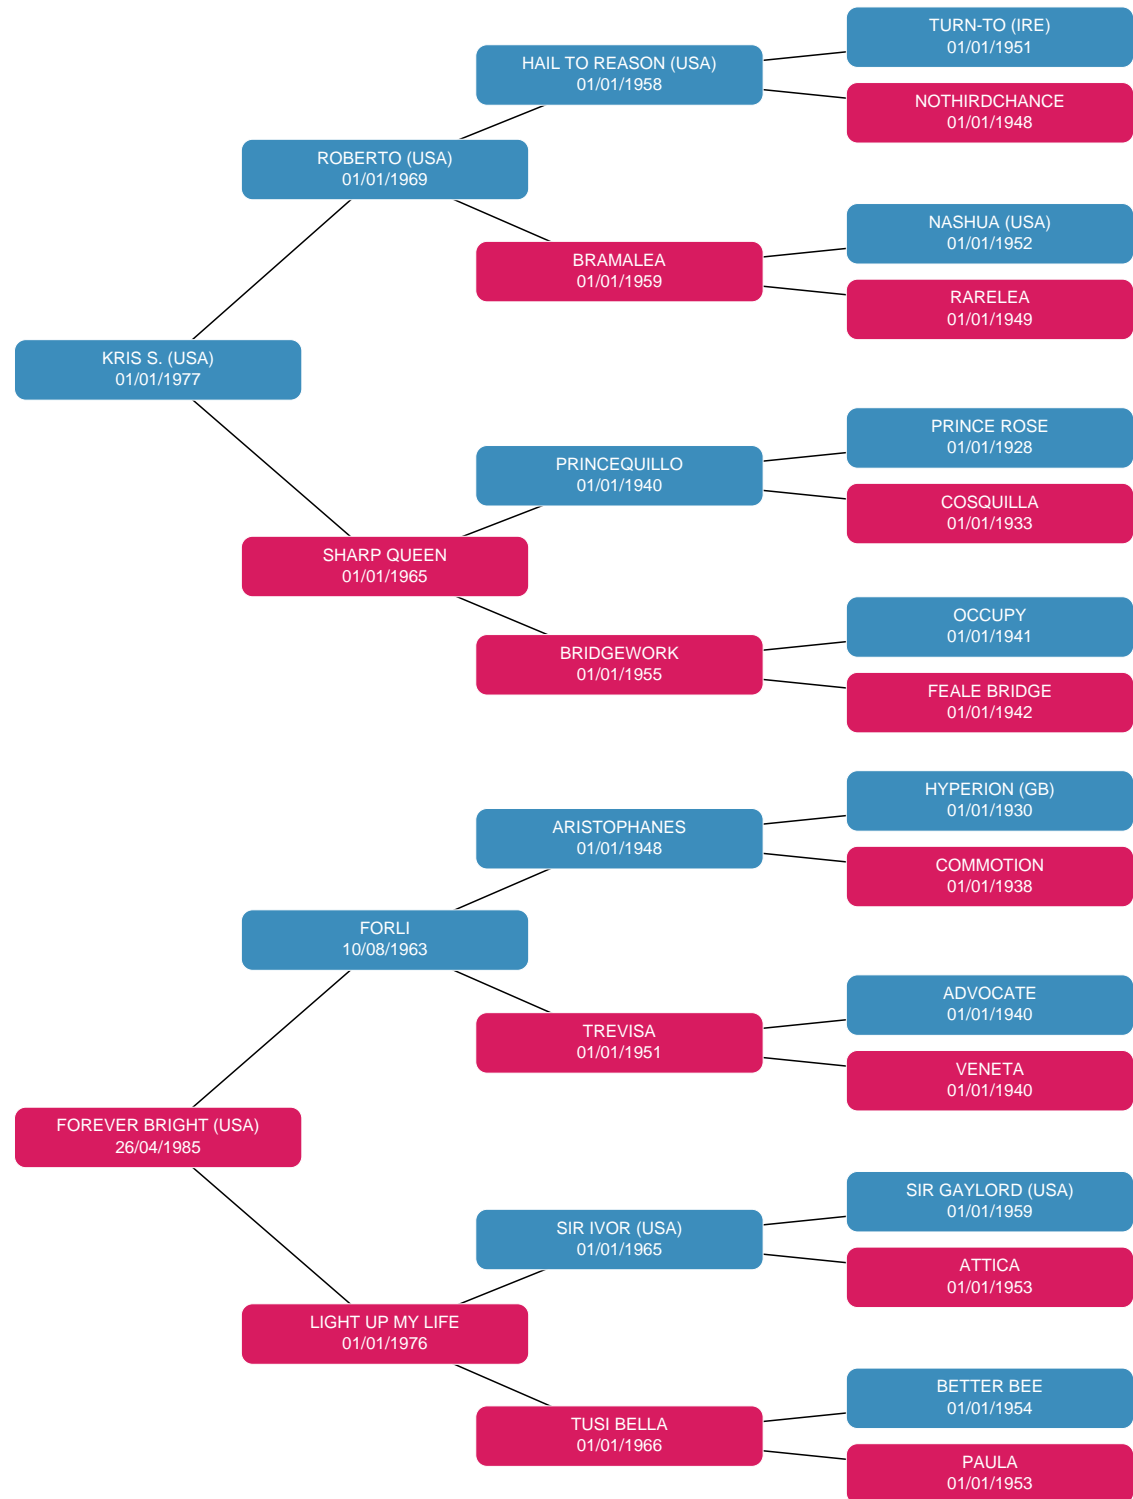 TURN-TO (IRE)
01/01/1951
HAIL TO REASON (USA)
01/01/1958
NOTHIRDCHANCE
01/01/1948
ROBERTO (USA)
01/01/1969
NASHUA (USA)
01/01/1952
BRAMALEA
01/01/1959
RARELEA
01/01/1949
KRIS S. (USA)
01/01/1977
PRINCE ROSE
01/01/1928
PRINCEQUILLO
01/01/1940
COSQUILLA
01/01/1933
SHARP QUEEN
01/01/1965
OCCUPY
01/01/1941
BRIDGEWORK
01/01/1955
FEALE BRIDGE
01/01/1942
HYPERION (GB)
01/01/1930
ARISTOPHANES
01/01/1948
COMMOTION
01/01/1938
FORLI
10/08/1963
ADVOCATE
01/01/1940
TREVISA
01/01/1951
VENETA
01/01/1940
FOREVER BRIGHT (USA)
26/04/1985
SIR GAYLORD (USA)
01/01/1959
SIR IVOR (USA)
01/01/1965
ATTICA
01/01/1953
LIGHT UP MY LIFE
01/01/1976
BETTER BEE
01/01/1954
TUSI BELLA
01/01/1966
PAULA
01/01/1953